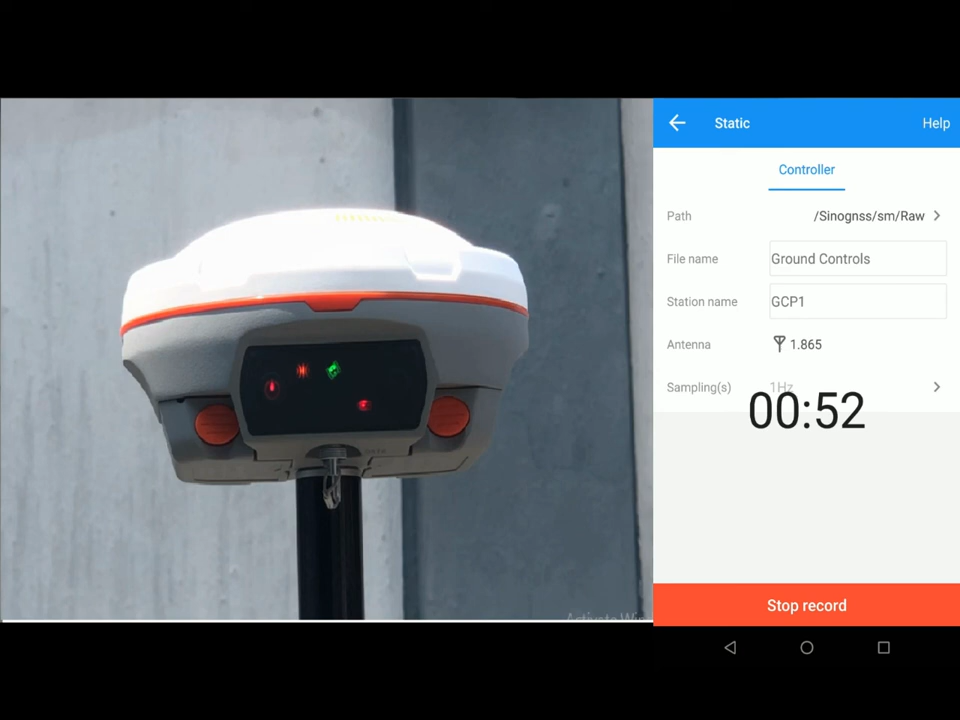 Static
Help
Controller
Path
/Sinognss/sm/Raw
File name
Ground Controls
Station name
GCP1
Antenna
1.865
Sampling(s)
1Hz
00:52
Stop record